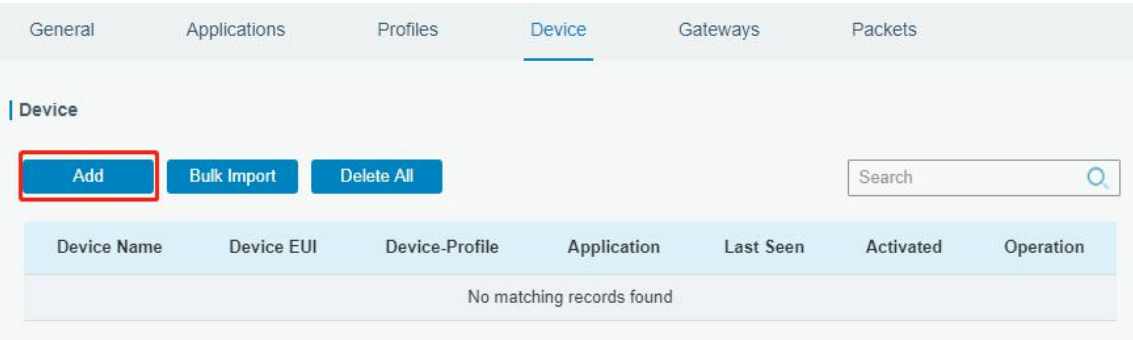 General Applications Profiles Device Gateways Packets
Device
Add Bulk Import Delete All Search
Device Name Device EUI Device-Profile Application Last Seen Activated Operation
No matching records found